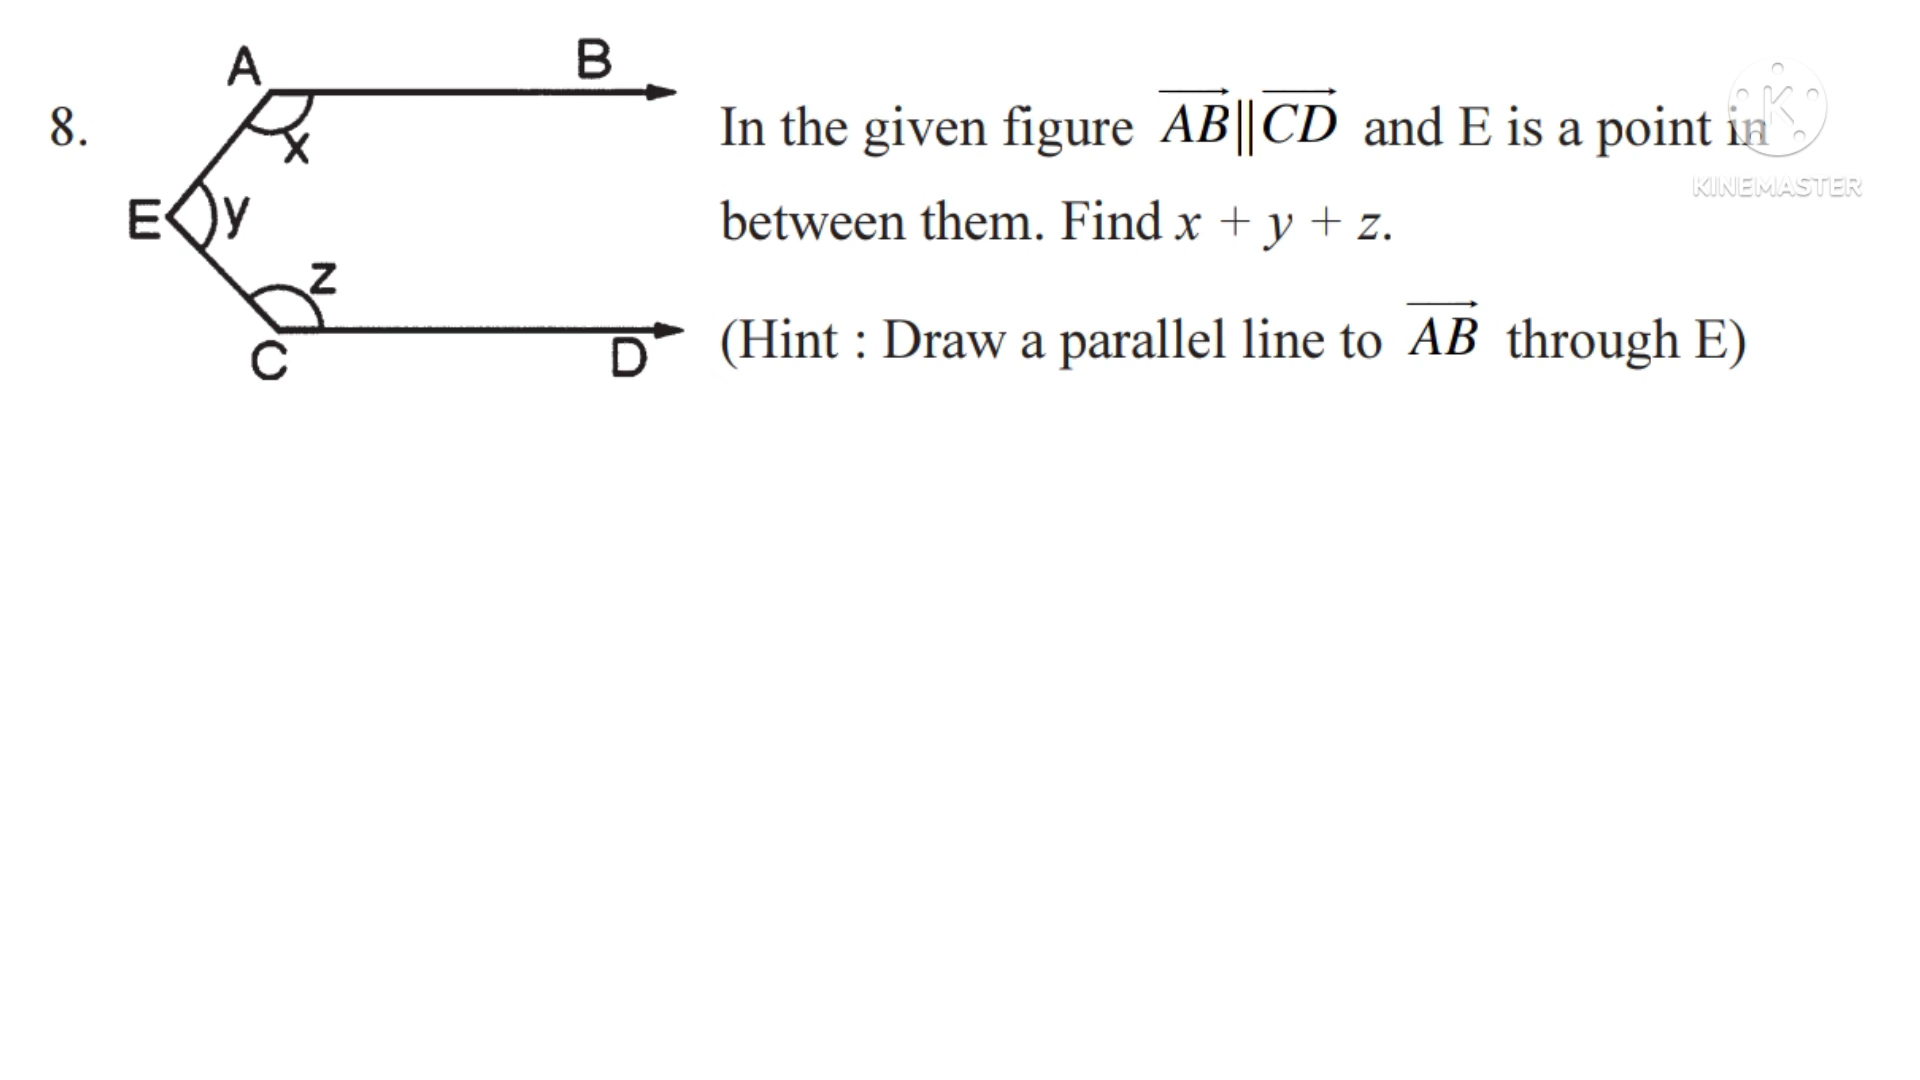 8.
A
B
x
E
y
z
C
D
In the given figure AB||CD and E is a point in
between them. Find x + y + z.
(Hint : Draw a parallel line to AB through E)
K
KINEMASTER